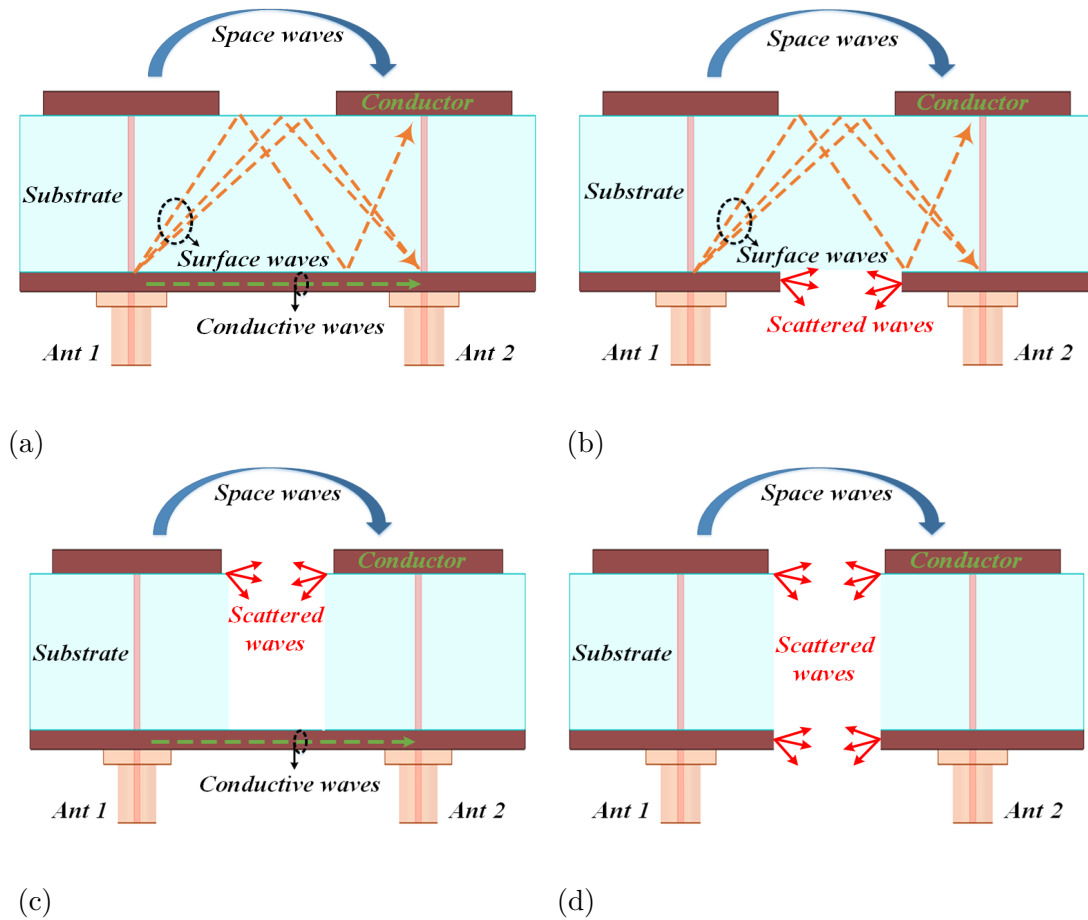 Space waves
Conductor
Substrate
Surface waves
Conductive waves
Ant 1
Ant 2
(a)
Space waves
Conductor
Substrate
Surface waves
Scattered waves
Ant 1
Ant 2
(b)
Space waves
Conductor
Scattered
waves
Substrate
Conductive waves
Ant 1
Ant 2
(c)
Space waves
Conductor
Substrate
Scattered
waves
Ant 1
Ant 2
(d)